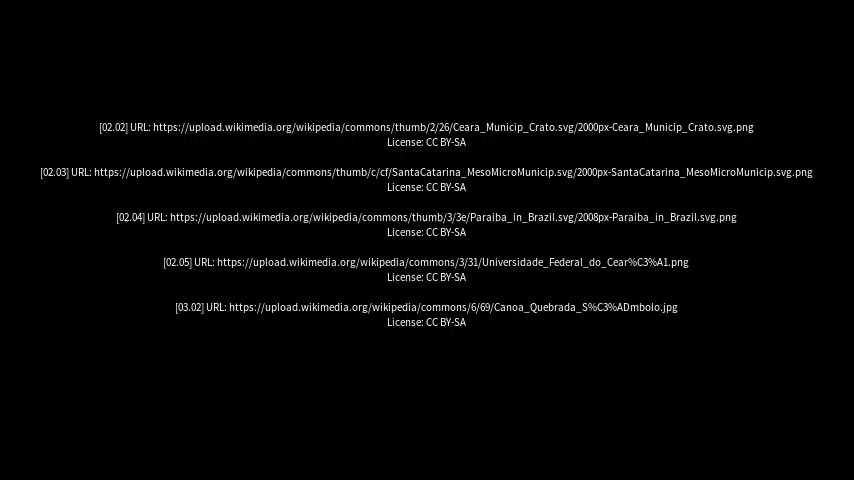 [02.02] URL: https://upload.wikimedia.org/wikipedia/commons/thumb/2/26/Ceara_Municip_Crato.svg/2000px-Ceara_Municip_Crato.svg.png
License: CC BY-SA
[02.03] URL: https://upload.wikimedia.org/wikipedia/commons/thumb/c/cf/SantaCatarina_MesoMicroMunicip.svg/2000px-SantaCatarina_MesoMicroMunicip.svg.png
License: CC BY-SA
[02.04] URL: https://upload.wikimedia.org/wikipedia/commons/thumb/3/3e/Paraiba_in_Brazil.svg/2008px-Paraiba_in_Brazil.svg.png
License: CC BY-SA
[02.05] URL: https://upload.wikimedia.org/wikipedia/commons/3/31/Universidade_Federal_do_Cear%C3%A1.png
License: CC BY-SA
[03.02] URL: https://upload.wikimedia.org/wikipedia/commons/6/69/Canoa_Quebrada_S%C3%ADmbolo.jpg
License: CC BY-SA